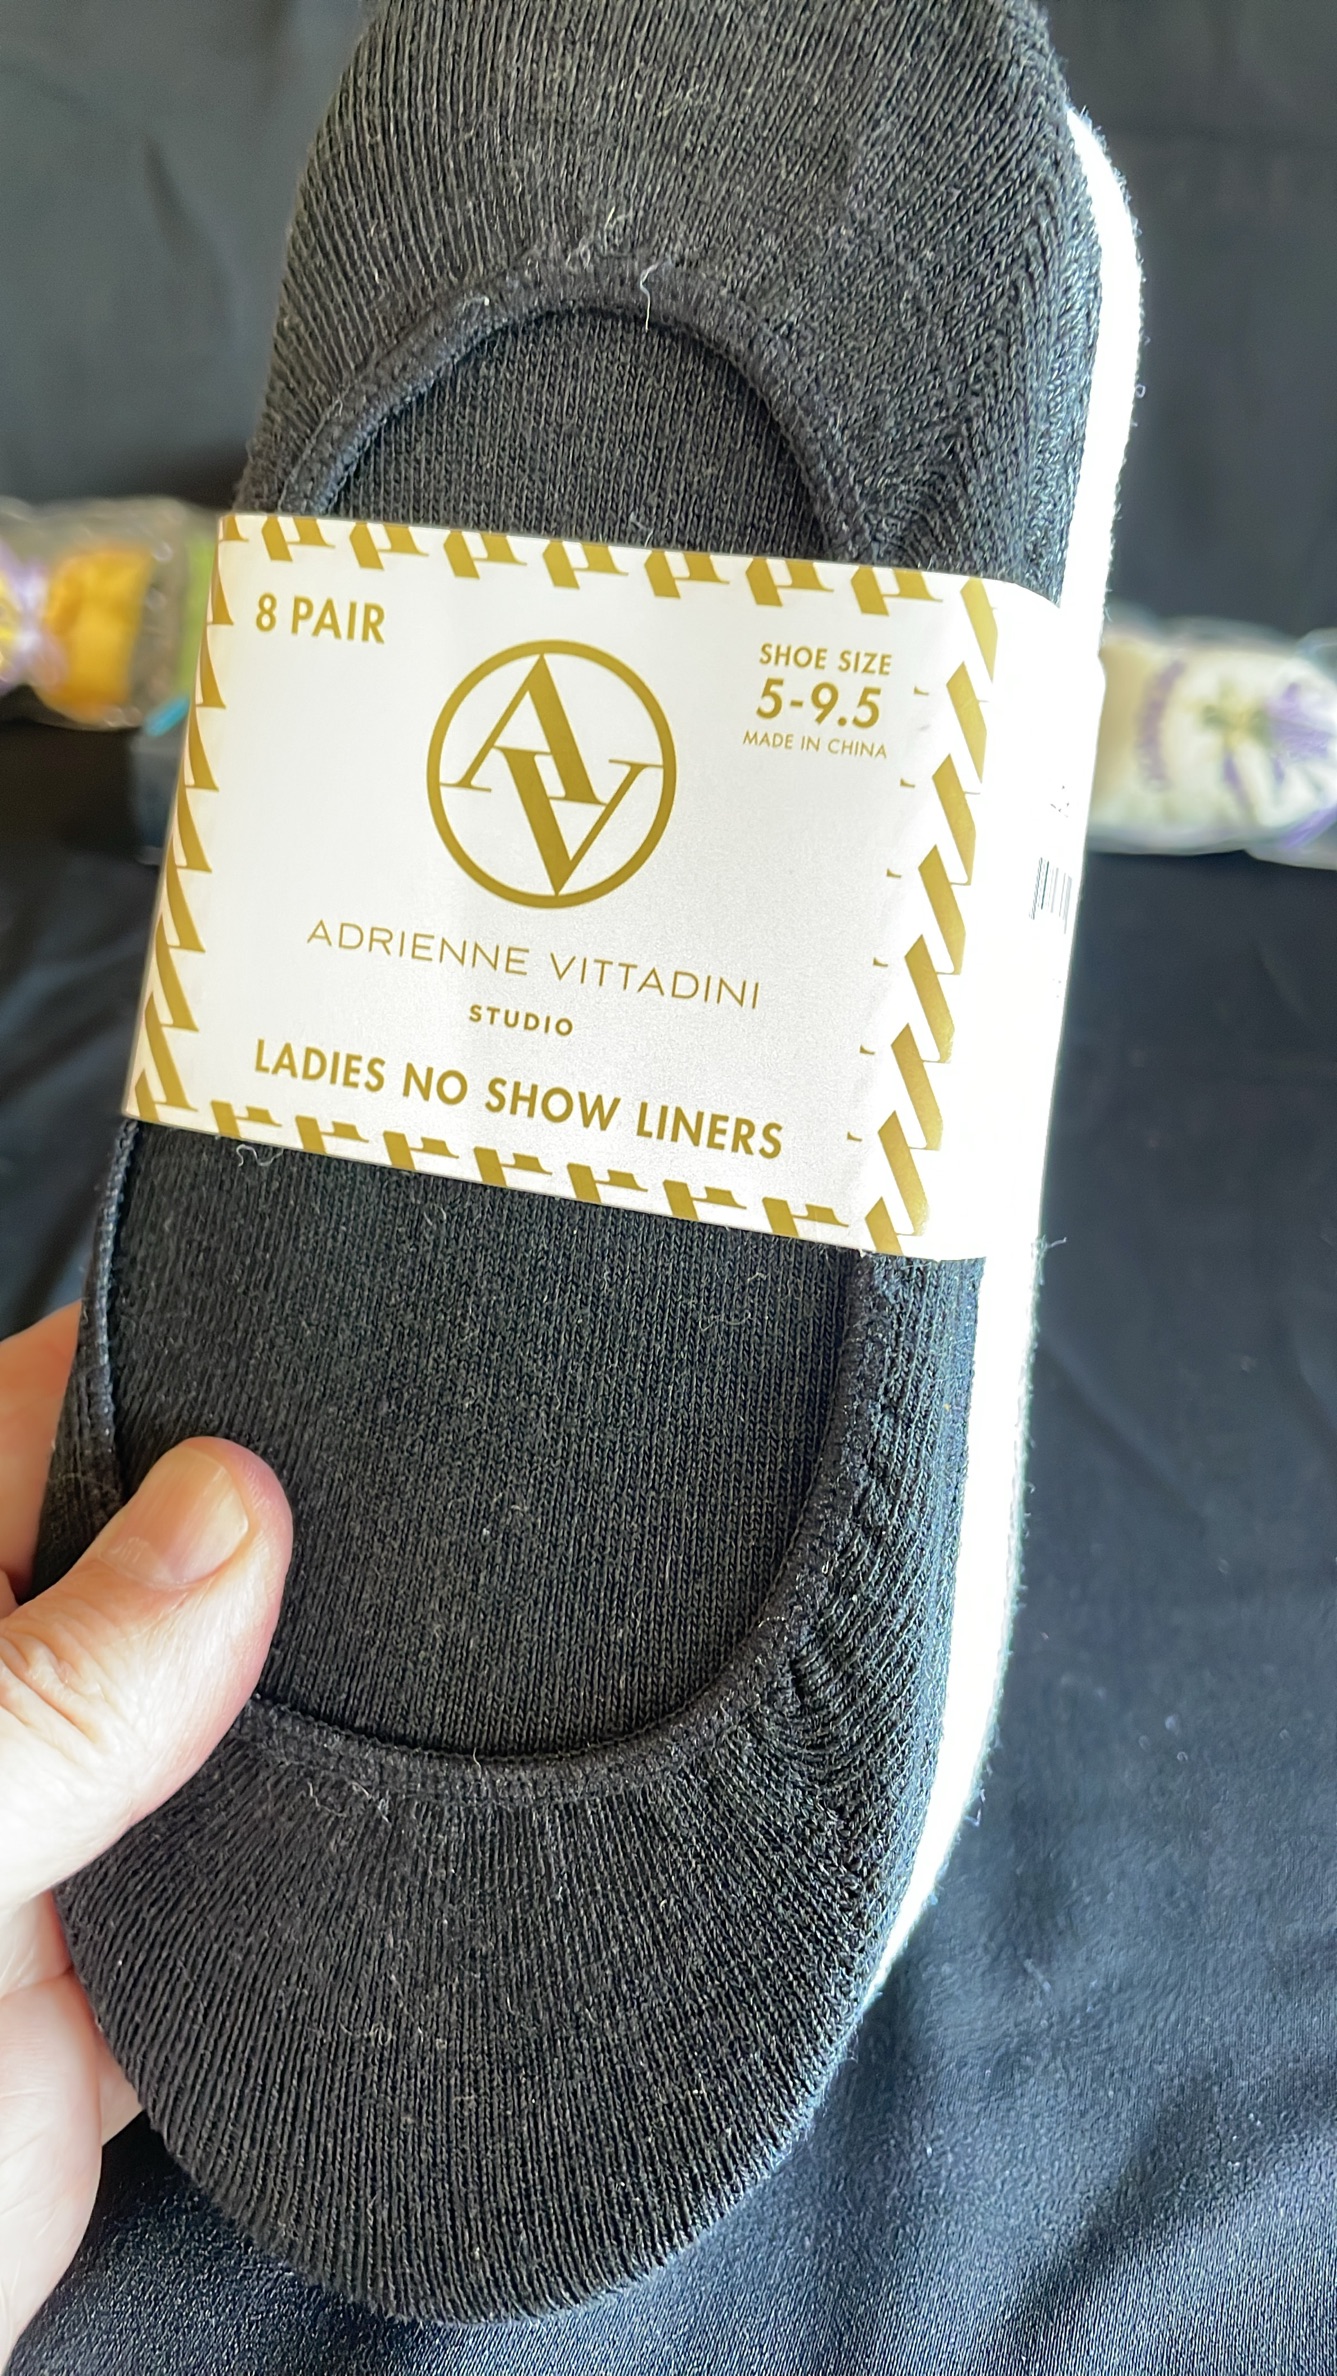 8 PAIR
SHOE SIZE
5-9.5
MADE IN CHINA
AV
ADRIENNE VITTADINI
STUDIO
LADIES NO SHOW LINERS